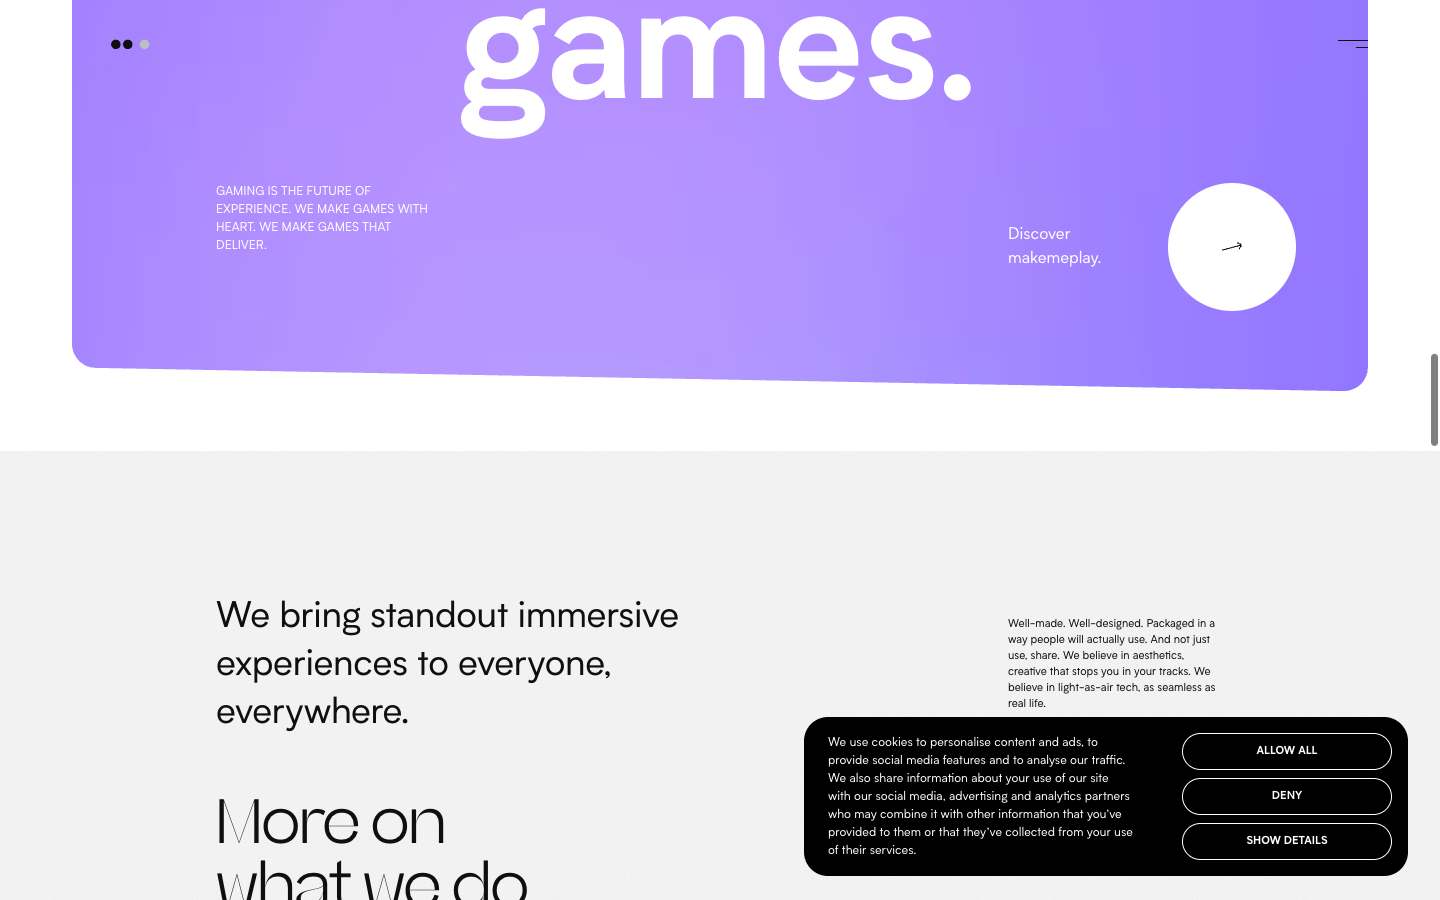 games.
GAMING IS THE FUTURE OF
EXPERIENCE. WE MAKE GAMES WITH
HEART. WE MAKE GAMES THAT
DELIVER.
Discover
makemeplay.
We bring standout immersive
experiences to everyone,
everywhere.
Well-made. Well-designed. Packaged in a
way people will actually use. And not just
use, share. We believe in aesthetics,
creative that stops you in your tracks. We
believe in light-as-air tech, as seamless as
real life.
More on
what we do
We use cookies to personalise content and ads, to
provide social media features and to analyse our traffic.
We also share information about your use of our site
with our social media, advertising and analytics partners
who may combine it with other information that you've
provided to them or that they've collected from your use
of their services.
ALLOW ALL
DENY
SHOW DETAILS